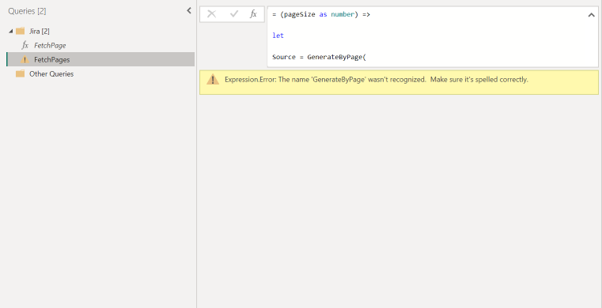 Queries [2]
= (pageSize as number) =>
Jira [2]
let
fx FetchPage
FetchPages
Source = GenerateByPage(
Other Queries
Expression.Error: The name 'GenerateByPage' wasn't recognized. Make sure it's spelled correctly.